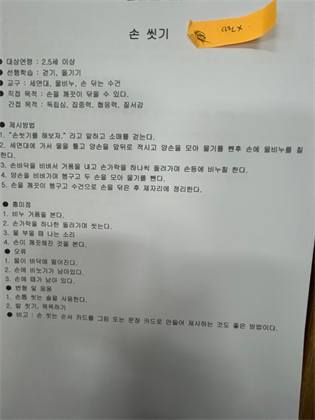 손 씻기
● 대상연령 : 2.5세 이상
● 선행학습 : 걷기, 옮기기
● 교구 : 세면대, 물비누, 손 닦는 수건
● 직접 목적 : 손을 깨끗이 닦을 수 있다.
간접 목적 : 독립심, 집중력, 협응력, 질서감
● 제시방법
1. "손씻기를 해보자." 라고 말하고 소매를 걷는다.
2. 세면대에 가서 물을 틀고 양손을 앞뒤로 적시고 양손을 모아 물기를 뺀후 손에 물비누를 칠
한다.
3. 손바닥을 비벼서 거품을 내고 손가락을 하나씩 돌려가며 손등에 비누칠 한다.
4. 양손을 비벼가며 헹구고 두 손을 모아 물기를 뺀다.
5. 손을 깨끗이 헹구고 수건으로 손을 닦은 후 제자리에 정리한다.
● 흥미점
1. 비누 거품을 본다.
2. 손가락을 하나한 돌려가며 씻는다.
3. 물 부을 때 나는 소리
4. 손이 깨끗해진 것을 본다.
● 오류
1. 물이 바닥에 떨어진다.
2. 손에 비눗기가 남아있다.
3. 손에 때가 남아 있다.
● 변형 및 응용
1. 손톱 씻는 솔을 사용한다.
2. 발 씻기, 목욕하기
● 비고 : 손 씻는 순서 카드를 그림 또는 문장 카드로 만들어 제시하는 것도 좋은 방법이다.